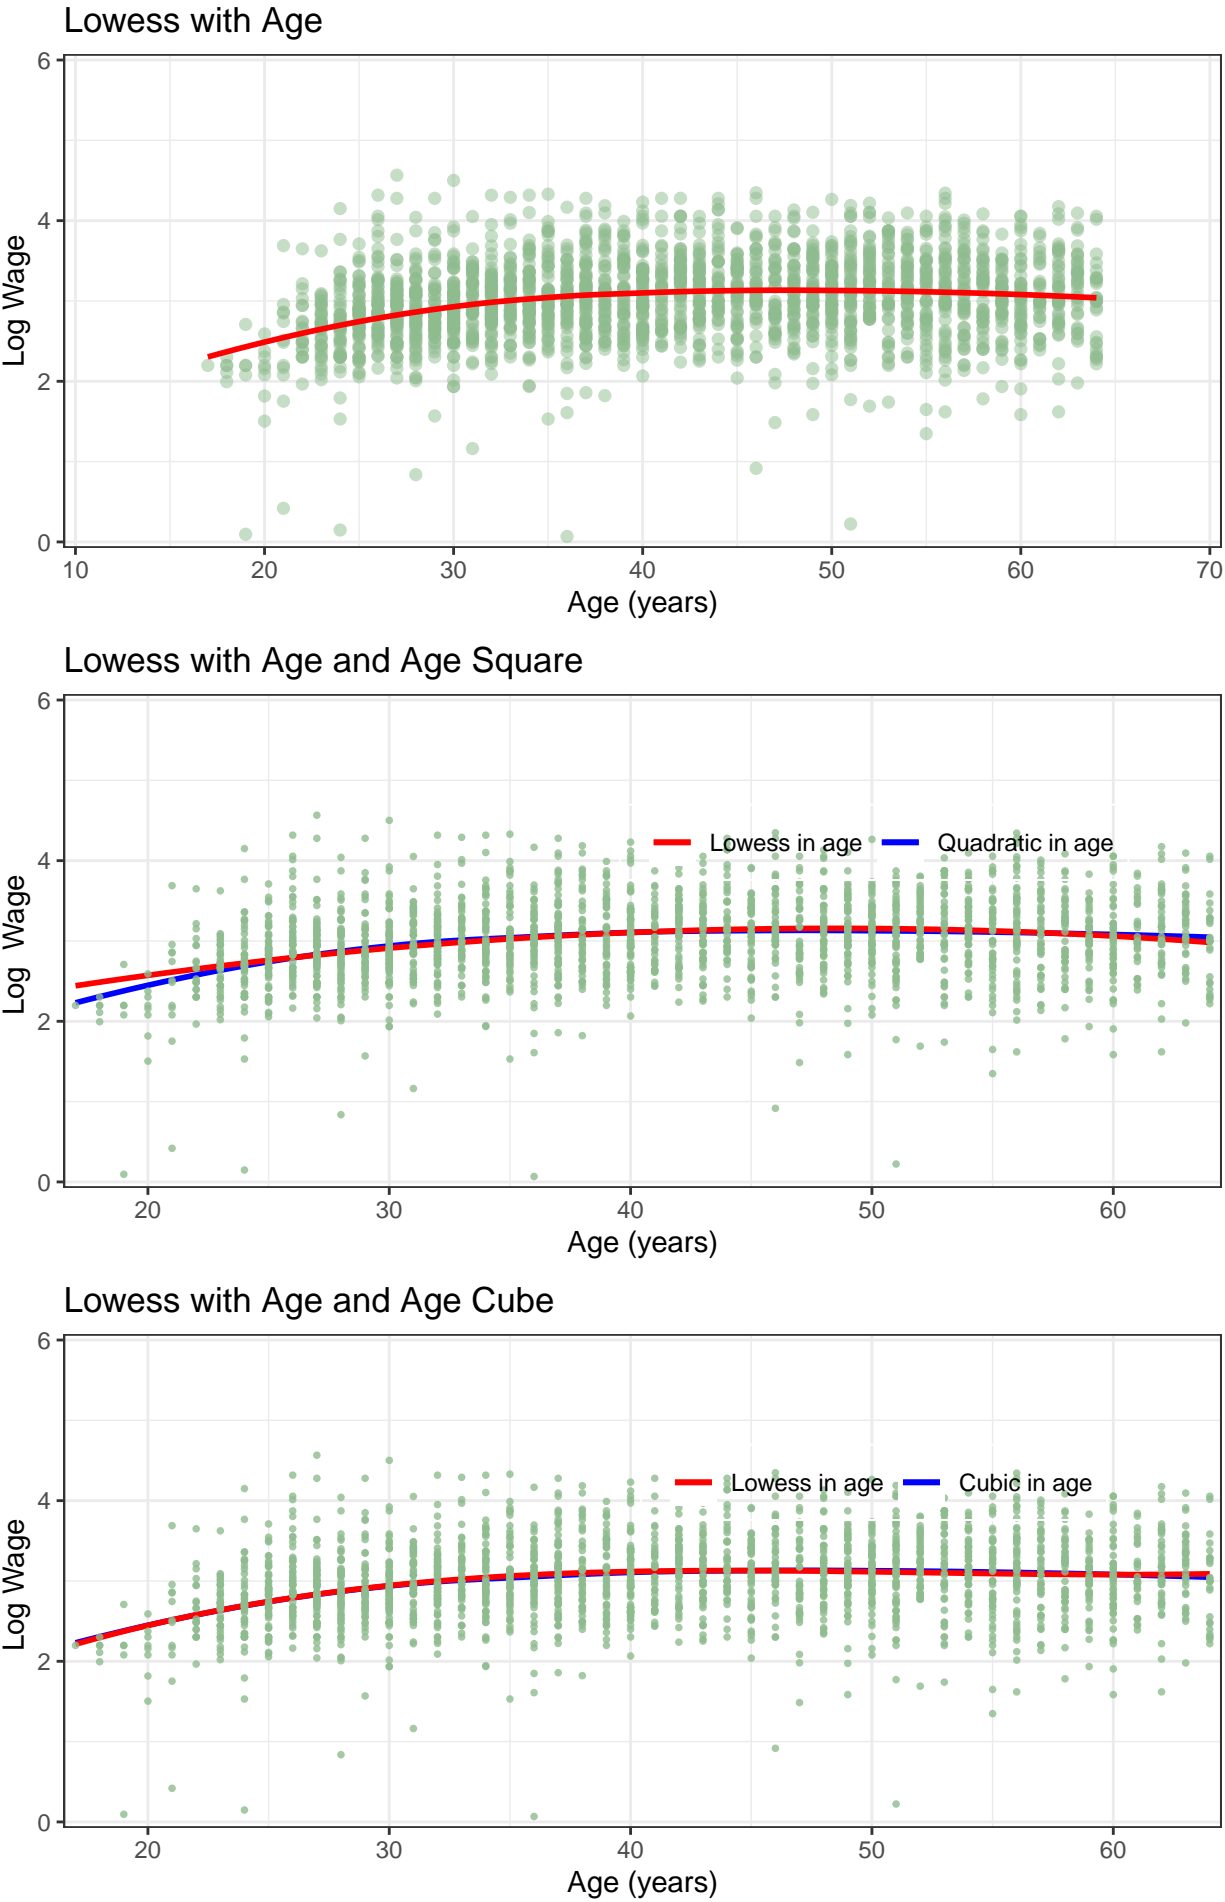 Lowess with Age
6
4
2
0
Log Wage
10 20 30 40 50 60 70
Age (years)
Lowess with Age and Age Square
6
4
2
0
Log  Wage
Lowess in age Quadratic in age
20 30 40 50 60
Age (years)
Lowess with Age and Age Cube
6
4
2
0
Log Wage
Lowess in age Cubic in age
20 30 40 50 60
Age (years)